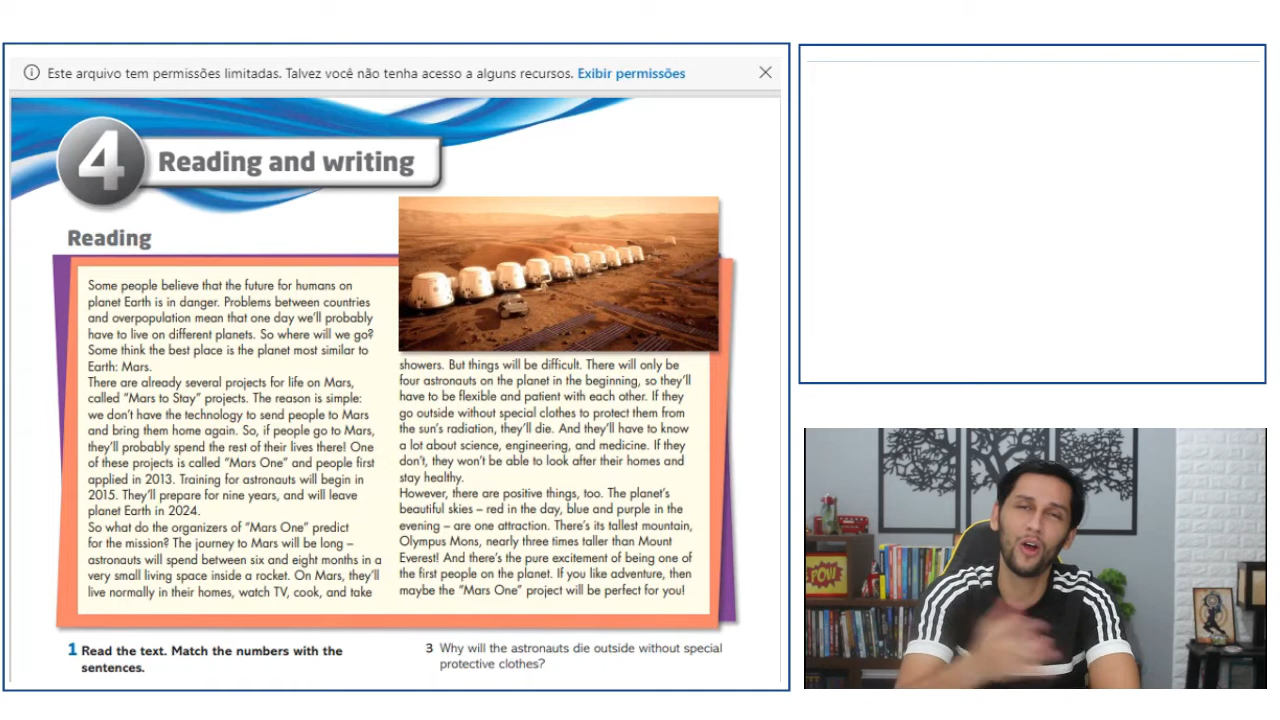 Este arquivo tem permissões limitadas. Talvez você não tenha acesso a alguns recursos. Exibir permissões
4 Reading and writing
Reading
Some people believe that the future for humans on
planet Earth is in danger. Problems between countries
and overpopulation mean that one day we'll probably
have to live on different planets. So where will we go?
Some think the best place is the planet most similar to
Earth: Mars.
There are already several projects for life on Mars,
called “Mars to Stay” projects. The reason is simple:
we don't have the technology to send people to Mars
and bring them home again. So, if people go to Mars,
they'll probably spend the rest of their lives there! One
of these projects is called “Mars One” and people first
applied in 2013. Training for astronauts will begin in
2015. They'll prepare for nine years, and will leave
planet Earth in 2024.
So what do the organizers of “Mars One” predict
for the mission? The journey to Mars will be long –
astronauts will spend between six and eight months in a
very small living space inside a rocket. On Mars, they'll
live normally in their homes, watch TV, cook, and take
showers. But things will be difficult. There will only be
four astronauts on the planet in the beginning, so they'll
have to be flexible and patient with each other. If they
go outside without special clothes to protect them from
the sun's radiation, they'll die. And they'll have to know
a lot about science, engineering, and medicine. If they
don't, they won't be able to look after their homes and
stay healthy.
However, there are positive things, too. The planet's
beautiful skies – red in the day, blue and purple in the
evening – are one attraction. There's its tallest mountain,
Olympus Mons, nearly three times taller than Mount
Everest! And there's the pure excitement of being one of
the first people on the planet. If you like adventure, then
maybe the “Mars One” project will be perfect for you!
1 Read the text. Match the numbers with the
sentences.
3 Why will the astronauts die outside without special
protective clothes?
POW!